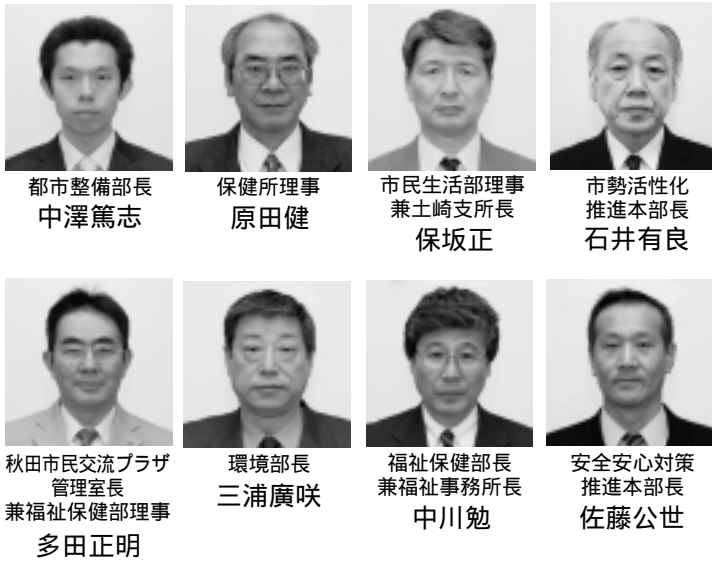 都市整備部長
中澤篤志
保健所理事
原田健
市民生活部理事
兼土崎支所長
保坂正
市勢活性化
推進本部長
石井有良
秋田市民交流プラザ
管理室長
兼福祉保健部理事
多田正明
環境部長
三浦廣咲
福祉保健部長
兼福祉事務所長
中川勉
安全安心対策
推進本部長
佐藤公世